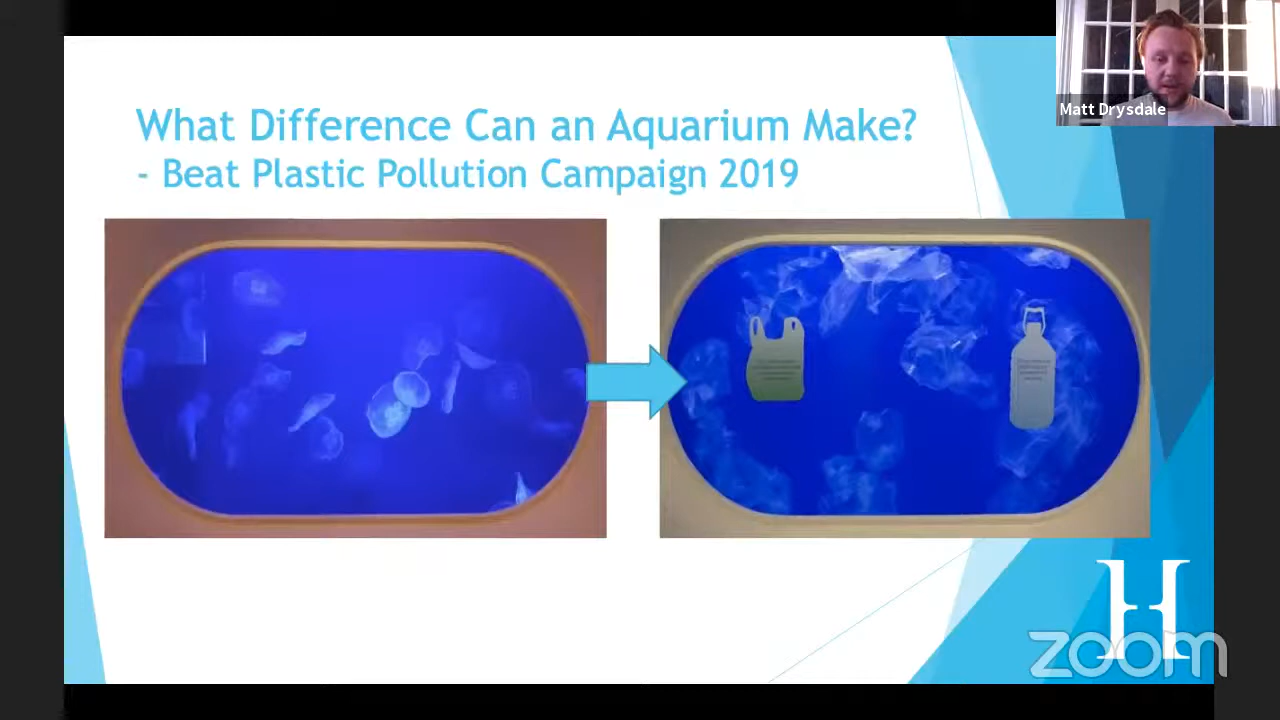 Matt Drysdale
What Difference Can an Aquarium Make?
- Beat Plastic Pollution Campaign 2019
H
zoom